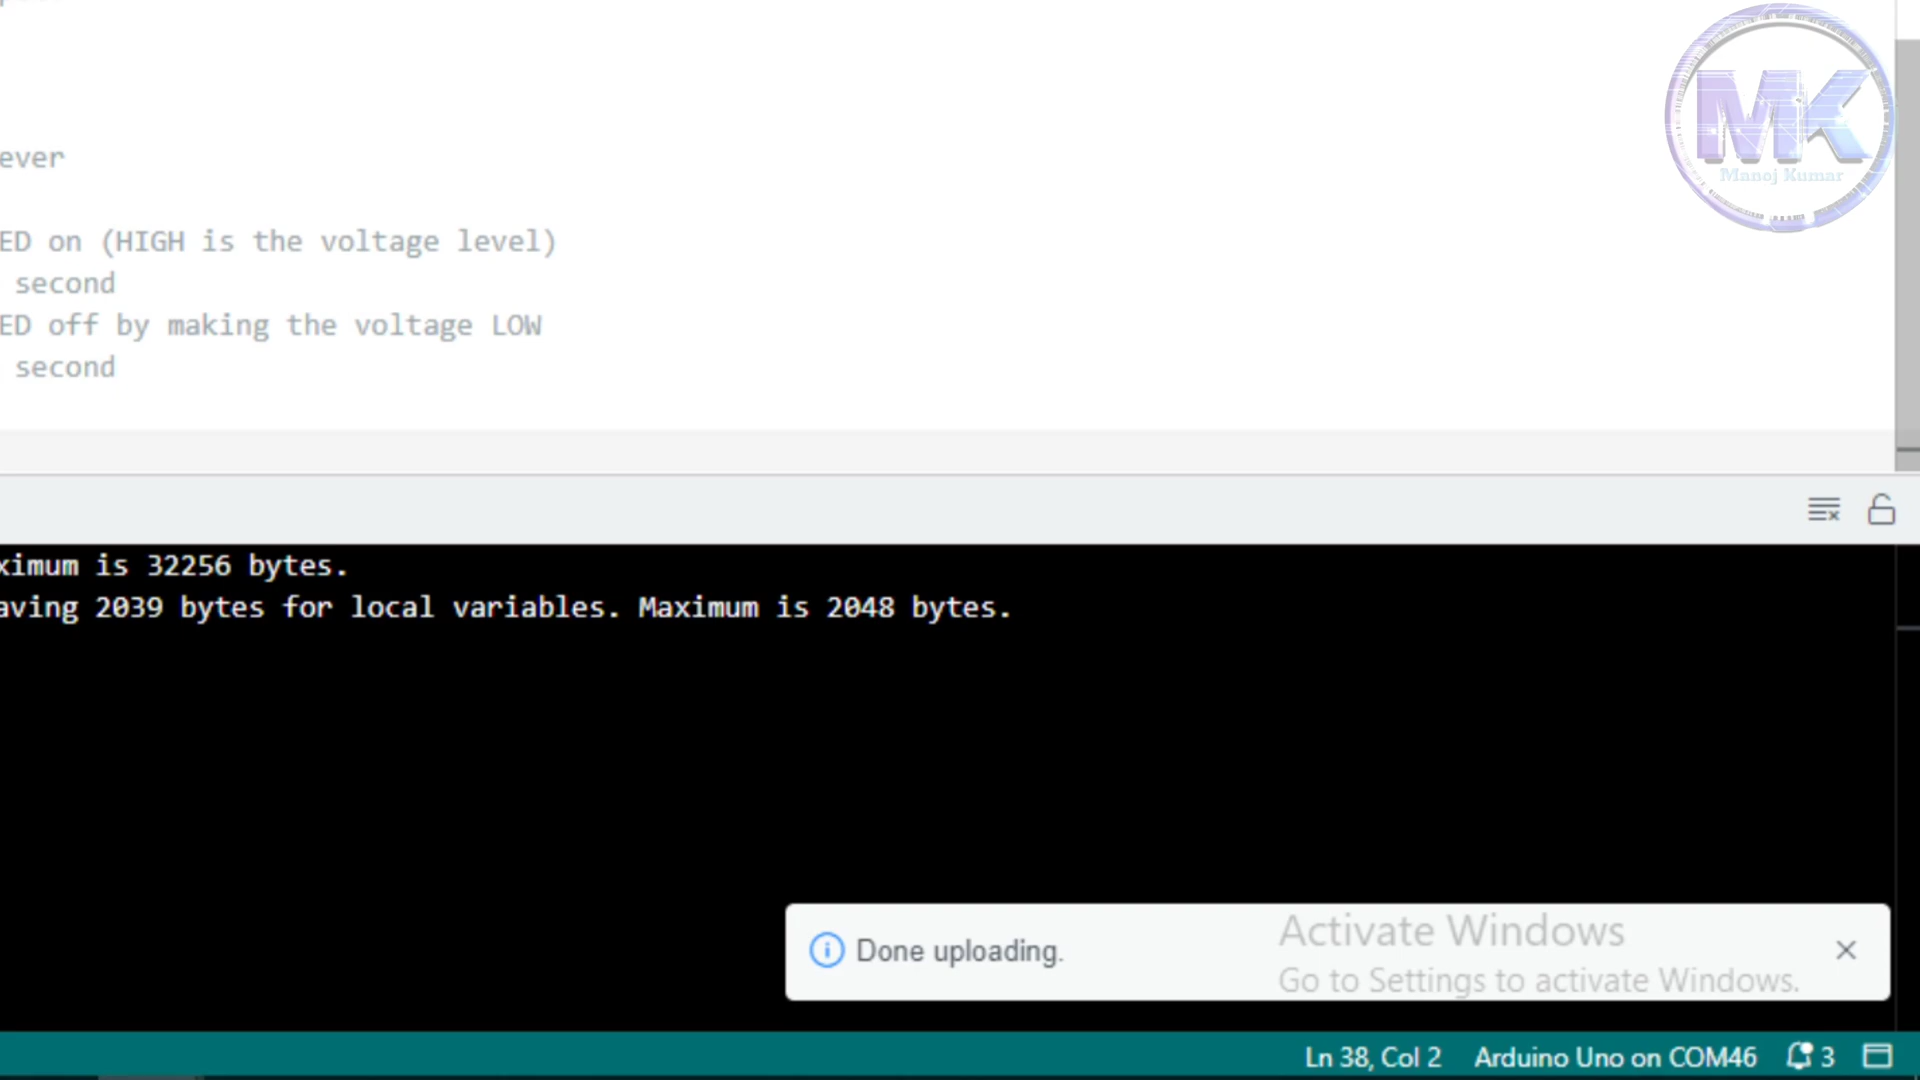 MK
Manoj Kumar
ever
ED on (HIGH is the voltage level)
second
ED off by making the voltage LOW
second
ximum is 32256 bytes.
aving 2039 bytes for local variables. Maximum is 2048 bytes.
Done uploading.
Activate Windows
Go to Settings to activate Windows.
Ln 38, Col 2 Arduino Uno on COM46 3